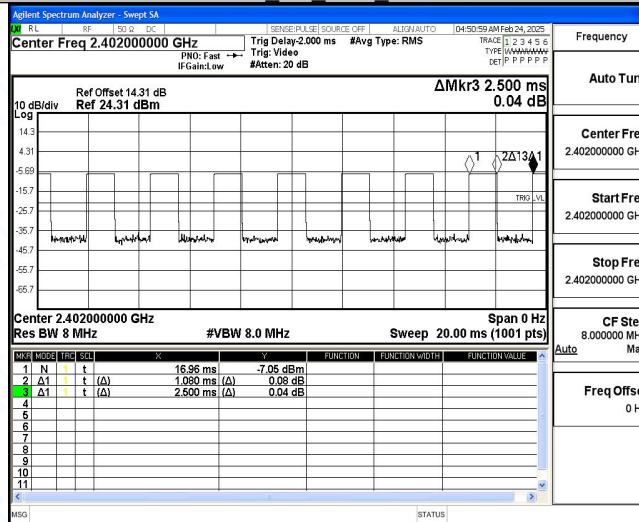 Agilent Spectrum Analyzer - Swept SA
RL RF 50 Ω DC SENSE:PULSE SOURCE OFF ALIGN AUTO 04:50:59 AM Feb 24, 2025
Center Freq 2.402000000 GHz
PNO: Fast
IFGain:Low
Trig Delay-2.000 ms
Trig: Video
#Atten: 20 dB
#Avg Type: RMS
TRACE 1 2 3 4 5 6
TYPE
DET P P P P P P
Ref Offset 14.31 dB
Ref 24.31 dBm
10 dB/div
Log
ΔMkr3 2.500 ms
0.04 dB
14.3
4.31
-5.69
-15.7
-25.7
-35.7
-45.7
-55.7
-65.7
1
2Δ1
3Δ1
TRIG LVL
Center 2.402000000 GHz
Span 0 Hz
Res BW 8 MHz
#VBW 8.0 MHz
Sweep 20.00 ms (1001 pts)
MKR MODE TRC SCL X Y FUNCTION FUNCTION WIDTH FUNCTION VALUE
1 N t 16.96 ms -7.05 dBm
2 Δ1 t (Δ) 1.080 ms (Δ) 0.08 dB
3 Δ1 t (Δ) 2.500 ms (Δ) 0.04 dB
4
5
6
7
8
9
10
11
MSG
STATUS
Frequency
Auto Tun
Center Fre
2.402000000 GH
Start Fre
2.402000000 GH
Stop Fre
2.402000000 GH
CF Ste
8.000000 MH
Auto Ma
Freq Offse
0 H